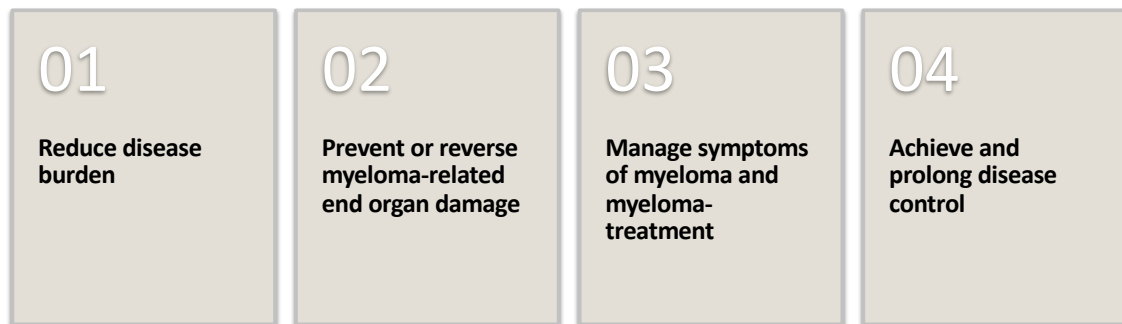 01
Reduce disease
burden
02
Prevent or reverse
myeloma-related
end organ damage
03
Manage symptoms
of myeloma and
myeloma-
treatment
04
Achieve and
prolong disease
control